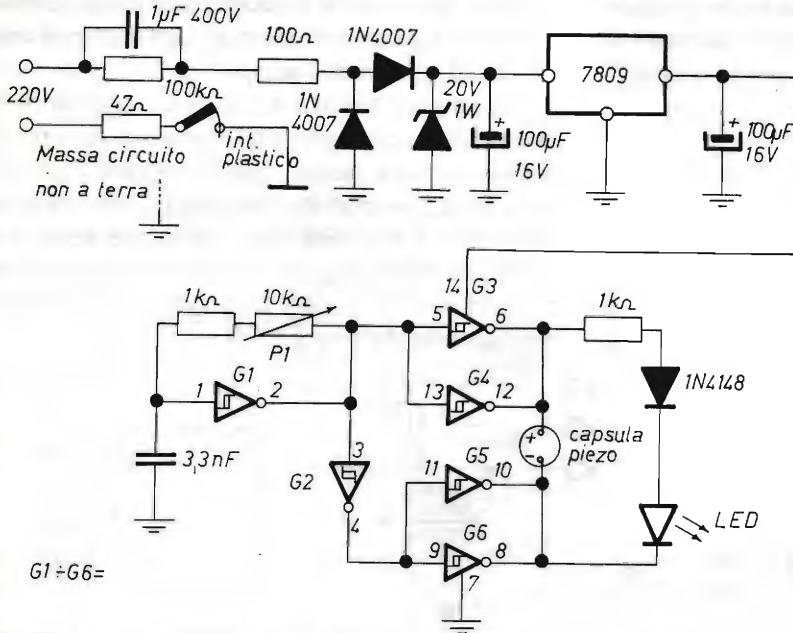 1µF 400V
100kΩ
220V
47Ω
int.
plastico
Massa circuito
non a terra
100Ω
1N4007
1N
4007
20V
1W
+
100µF
16V
7809
+
100µF
16V
1kΩ
10kΩ
P1
G1
1
2
3,3nF
3
G2
4
14
G3
5
6
G4
13
12
G5
11
10
G6
9
8
7
+
-
capsula
piezo
1kΩ
1N4148
LED
G1÷G6=